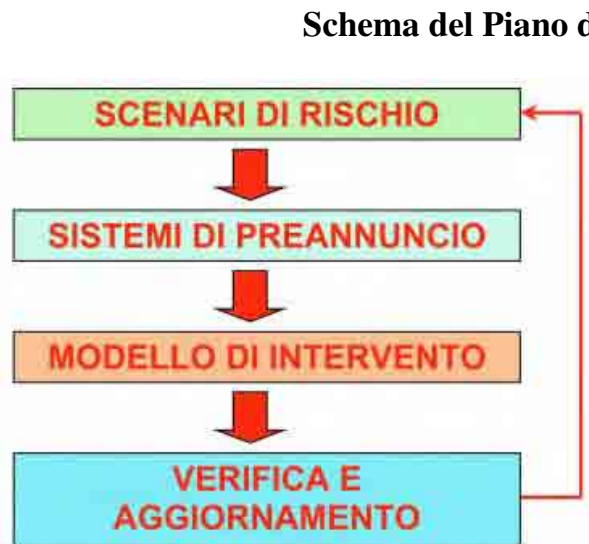 Schema del Piano d
SCENARI DI RISCHIO
SISTEMI DI PREANNUNCIO
MODELLO DI INTERVENTO
VERIFICA E
AGGIORNAMENTO